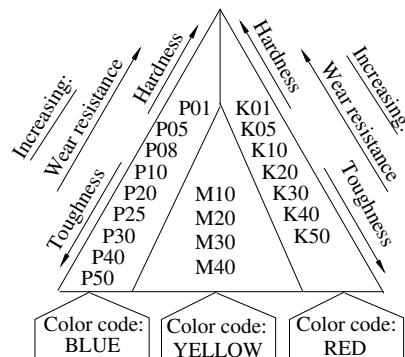 Increasing:
Wear resistance
Hardness
Toughness
Hardness
Increasing:
Wear resistance
Toughness
P01
P05
P08
P10
P20
P25
P30
P40
P50
M10
M20
M30
M40
K01
K05
K10
K20
K30
K40
K50
Color code:
BLUE
Color code:
YELLOW
Color code:
RED